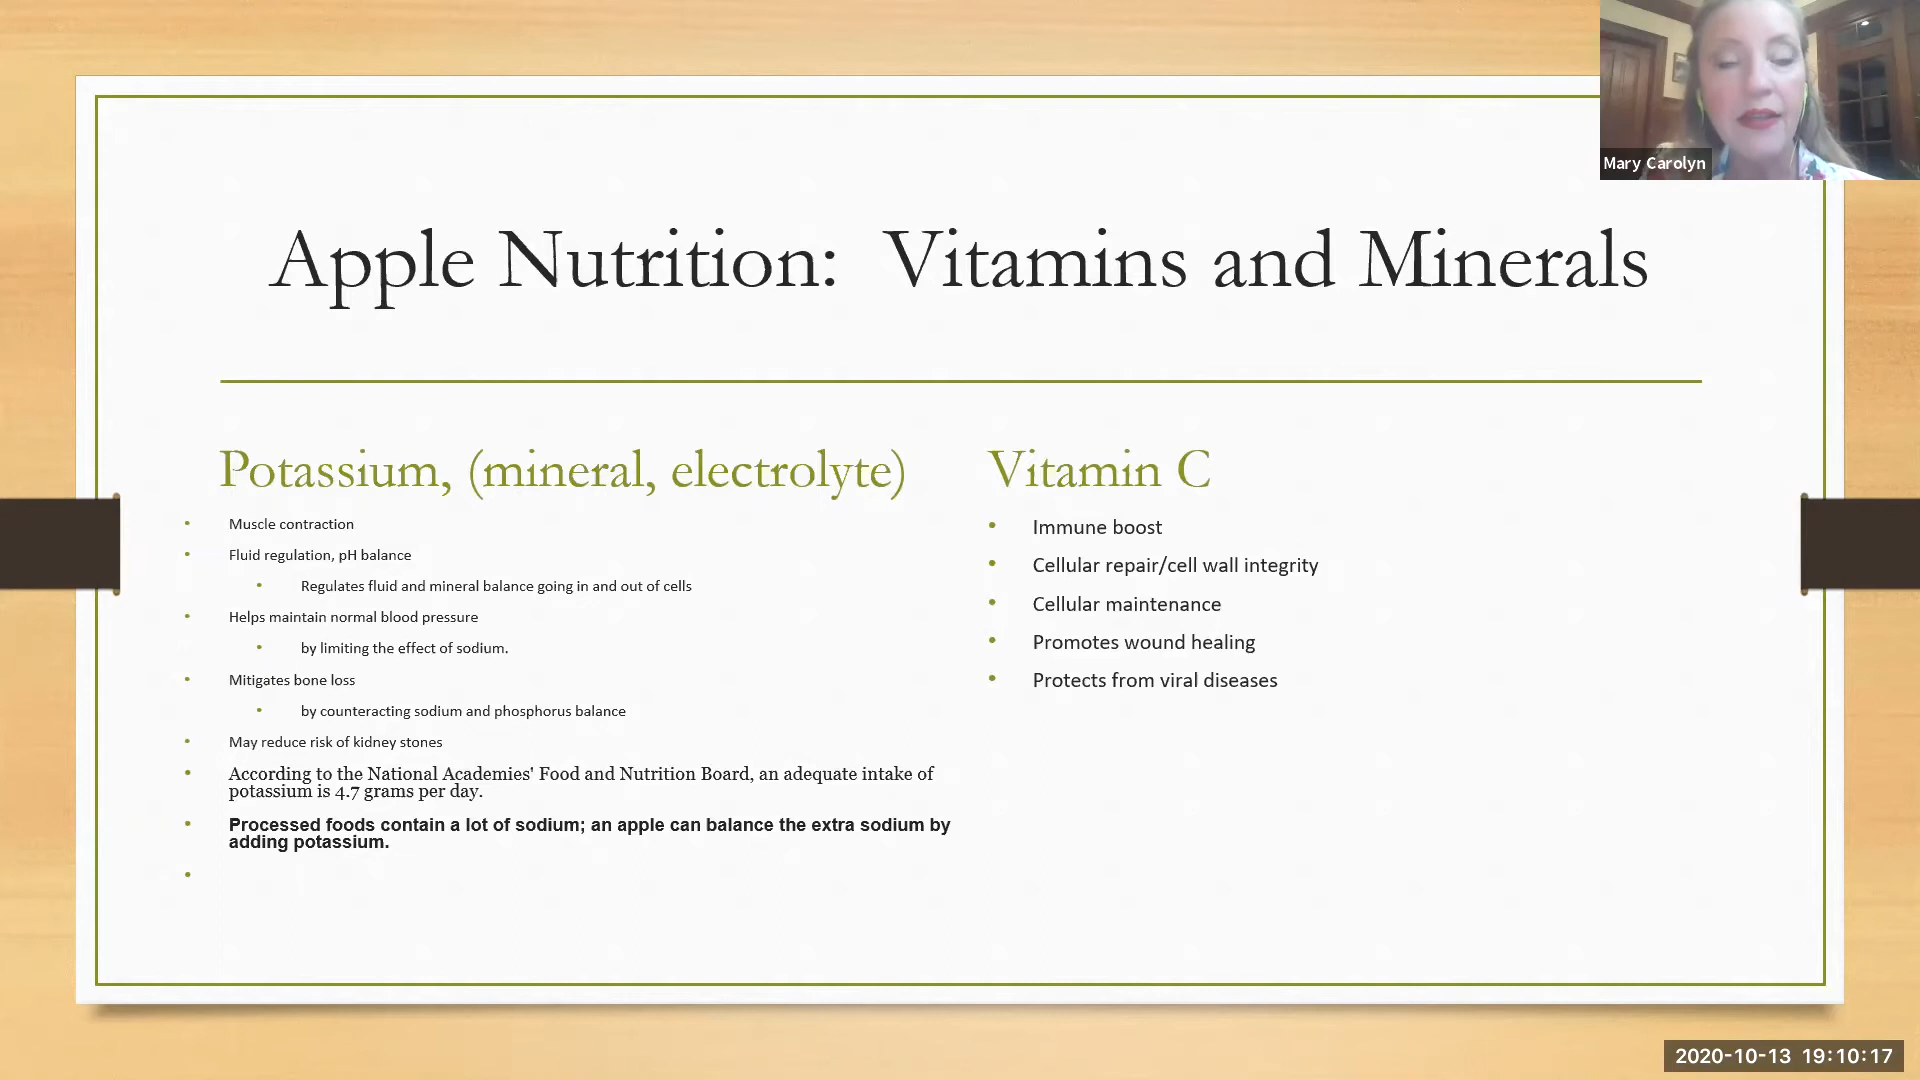 Mary Carolyn
Apple Nutrition: Vitamins and Minerals
Potassium, (mineral, electrolyte)
• Muscle contraction
• Fluid regulation, pH balance
• Regulates fluid and mineral balance going in and out of cells
• Helps maintain normal blood pressure
• by limiting the effect of sodium.
• Mitigates bone loss
• by counteracting sodium and phosphorus balance
• May reduce risk of kidney stones
• According to the National Academies' Food and Nutrition Board, an adequate intake of
potassium is 4.7 grams per day.
• Processed foods contain a lot of sodium; an apple can balance the extra sodium by
adding potassium.
•
Vitamin C
• Immune boost
• Cellular repair/cell wall integrity
• Cellular maintenance
• Promotes wound healing
• Protects from viral diseases
2020-10-13 19:10:17